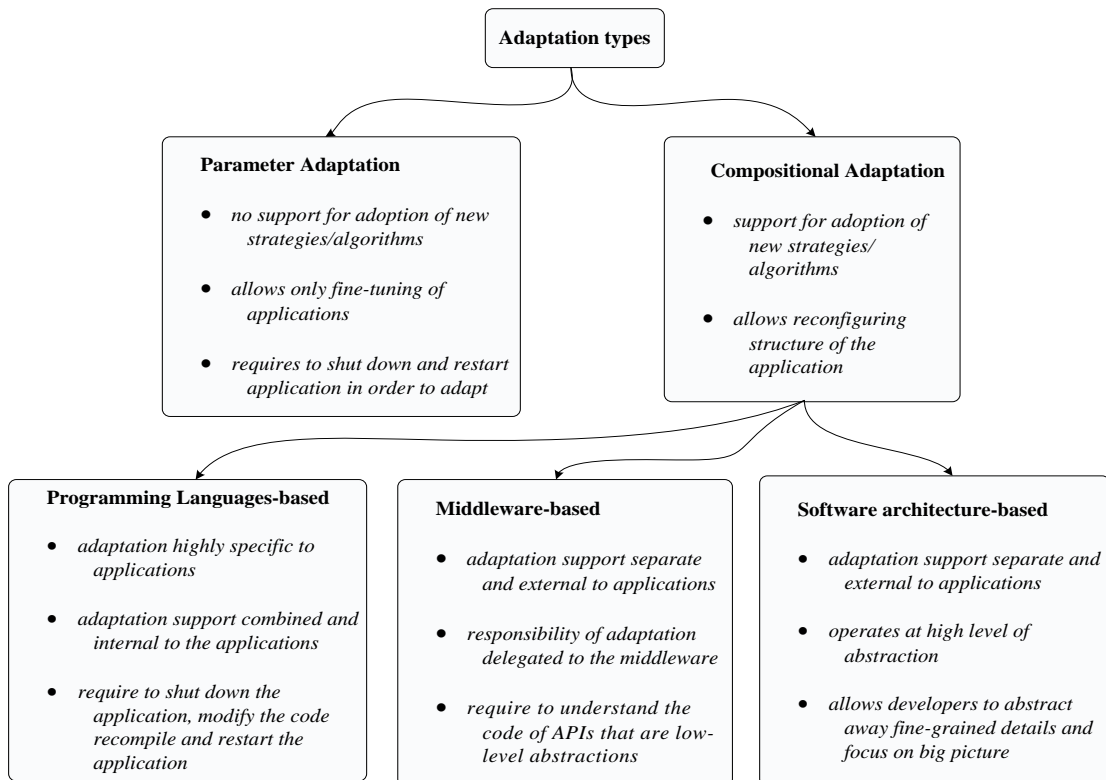 Adaptation types
Parameter Adaptation
● no support for adoption of new
strategies/algorithms
● allows only fine-tuning of
applications
● requires to shut down and restart
application in order to adapt
Compositional Adaptation
● support for adoption of
new strategies/
algorithms
● allows reconfiguring
structure of the
application
Programming Languages-based
● adaptation highly specific to
applications
● adaptation support combined and
internal to the applications
● require to shut down the
application, modify the code
recompile and restart the
application
Middleware-based
● adaptation support separate
and external to applications
● responsibility of adaptation
delegated to the middleware
● require to understand the
code of APIs that are low-
level abstractions
Software architecture-based
● adaptation support separate and
external to applications
● operates at high level of
abstraction
● allows developers to abstract
away fine-grained details and
focus on big picture